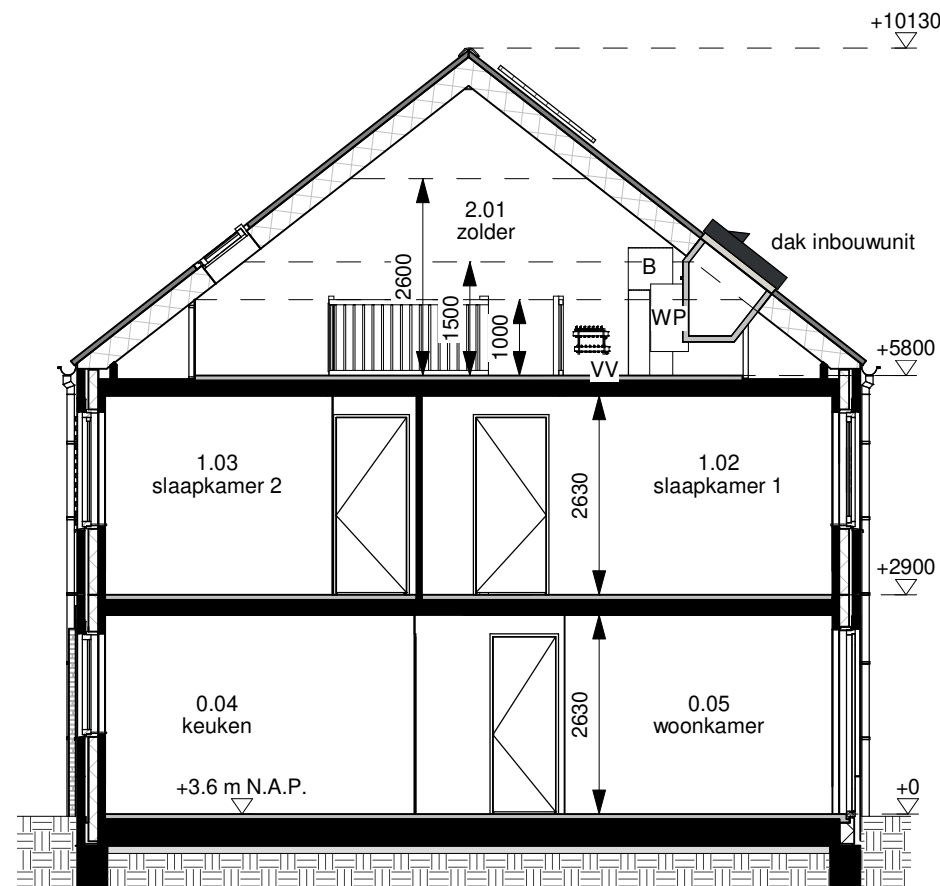 +10130
2.01
zolder
dak inbouwunit
2600
1500
1000
B
WP
VV
+5800
1.03
slaapkamer 2
1.02
slaapkamer 1
2630
+2900
0.04
keuken
0.05
woonkamer
2630
+3.6 m N.A.P.
+0